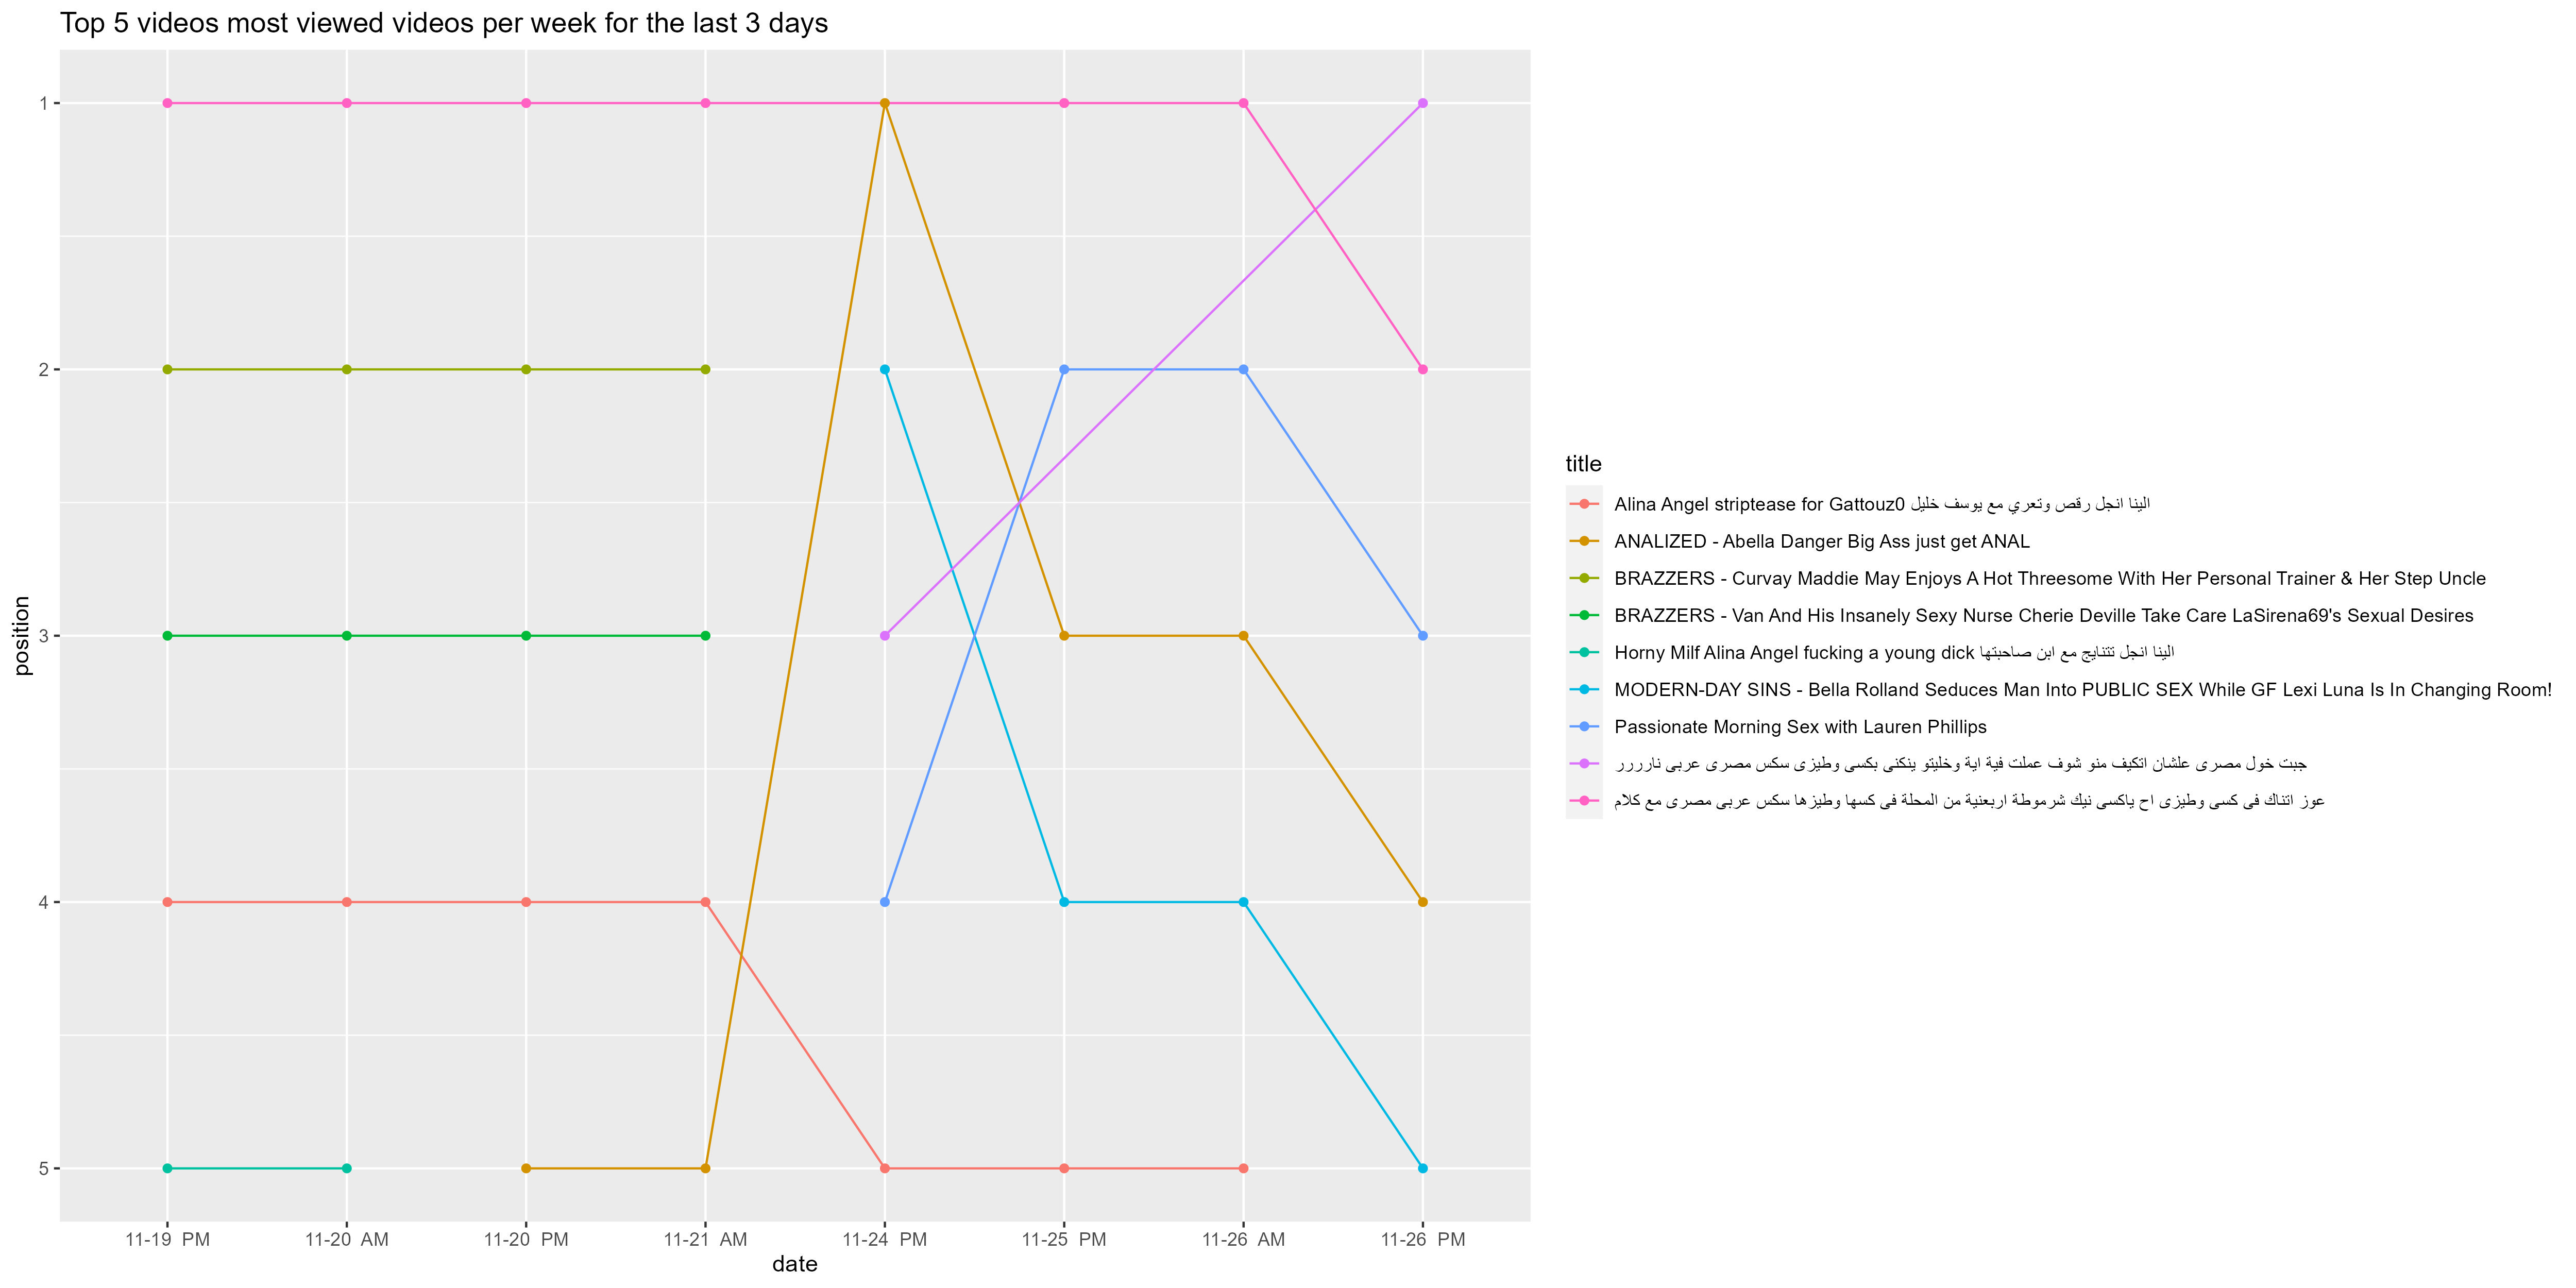 Top 5 videos most viewed videos per week for the last 3 days
position
1
2
3
4
5
11-19 PM
11-20 AM
11-20 PM
11-21 AM
11-24 PM
11-25 PM
11-26 AM
11-26 PM
date
title
Alina Angel striptease for Gattouz0 الينا انجل رقص وتعري مع يوسف خليل
ANALIZED - Abella Danger Big Ass just get ANAL
BRAZZERS - Curvay Maddie May Enjoys A Hot Threesome With Her Personal Trainer & Her Step Uncle
BRAZZERS - Van And His Insanely Sexy Nurse Cherie Deville Take Care LaSirena69's Sexual Desires
Horny Milf Alina Angel fucking a young dick الينا انجل تتنايج مع ابن صاحبتها
MODERN-DAY SINS - Bella Rolland Seduces Man Into PUBLIC SEX While GF Lexi Luna Is In Changing Room!
Passionate Morning Sex with Lauren Phillips
جبت خول مصرى علشان اتكيف منو شوف عملت فية اية وخليتو ينكنى بكسى وطيزى سكس مصرى عربى ناررررر
عوز اتناك فى كسى وطيزى اح ياكسى نيك شرموطة اربعنية من المحلة فى كسها وطيزها سكس عربى مصرى مع كلام